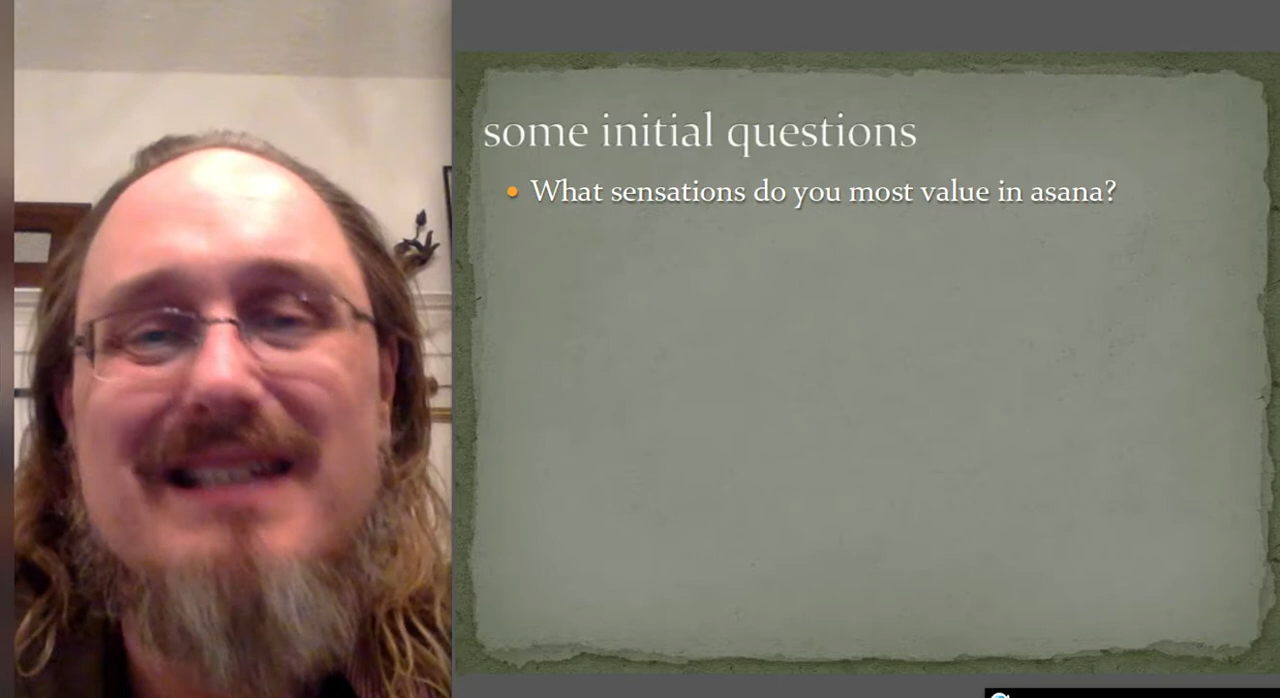 some initial questions
• What sensations do you most value in asana?